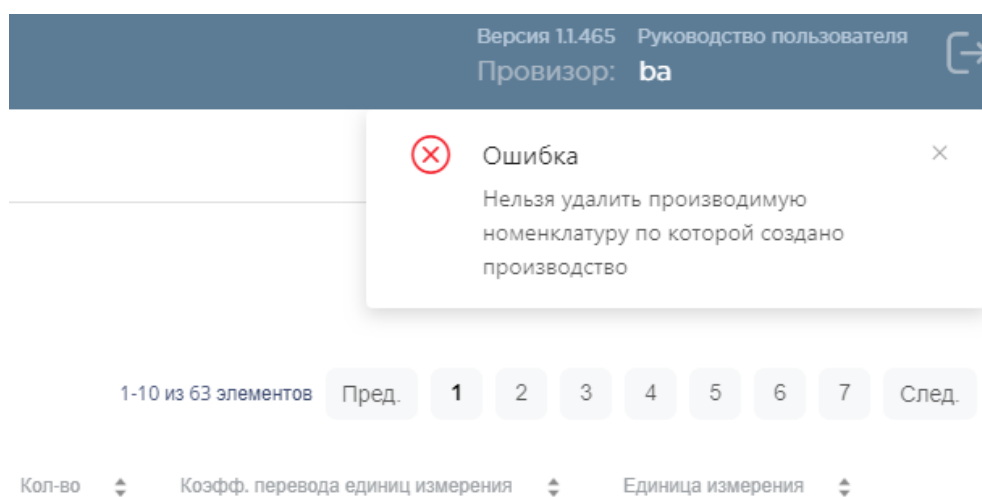 Версия 1.1.465 Руководство пользователя
Провизор: ba
Ошибка
Нельзя удалить производимую
номенклатуру по которой создано
производство
1-10 из 63 элементов Пред. 1 2 3 4 5 6 7 След.
Кол-во Коэфф. перевода единиц измерения Единица измерения